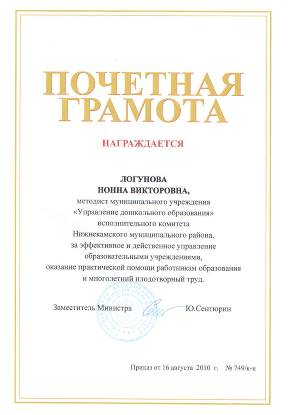 ПОЧЕТНАЯ
ГРАМОТА
НАГРАЖДАЕТСЯ
ЛОГУНОВА
НОННА ВИКТОРОВНА,
методист муниципального учреждения
«Управление дошкольного образования»
исполнительного комитета
Нижнекамского муниципального района,
за эффективное и действенное управление
образовательными учреждениями,
оказание практической помощи работникам образования
и многолетний плодотворный труд.
Заместитель Министра Ю.Сентюрин
Приказ от 16 августа 2010 г. № 749/к-н